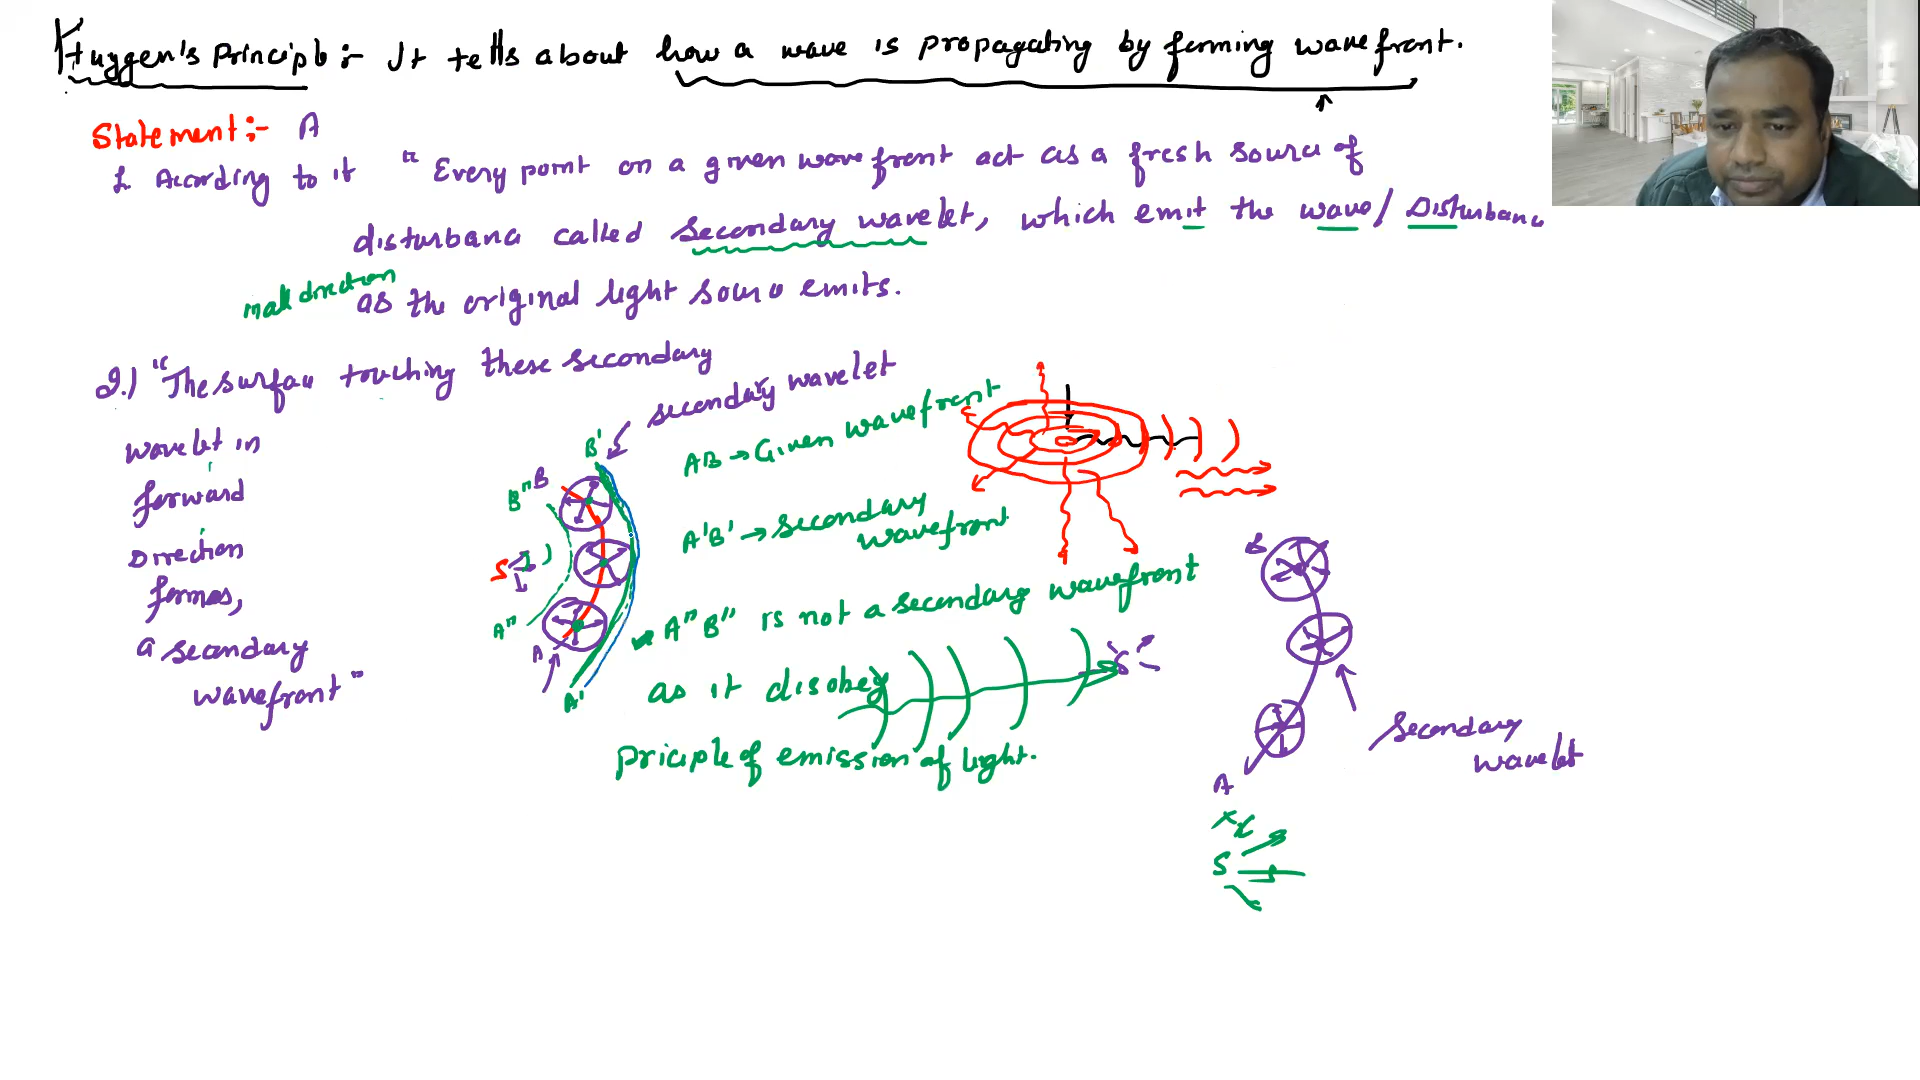 Huygen's Principle:- It tells about how a wave is propagating by forming wavefront.
Statement:- A
1. According to it " Every point on a given wavefront act as a fresh source of
disturbance called secondary wavelet, which emit the wave/ Disturbance
in all direction
as the original light source emits.
2.) "The surface touching these secondary
wavelet in
forward
Direction
formes,
a secondary
wavefront"
secondary wavelet
B'
B" B
S
A"
A
A'
AB → Given wavefront
A'B' → secondary
wavefront
A"B" is not a secondary wavefront
as it disobey
priciple of emission of light.
S
B
A
Secondary
wavelet
S